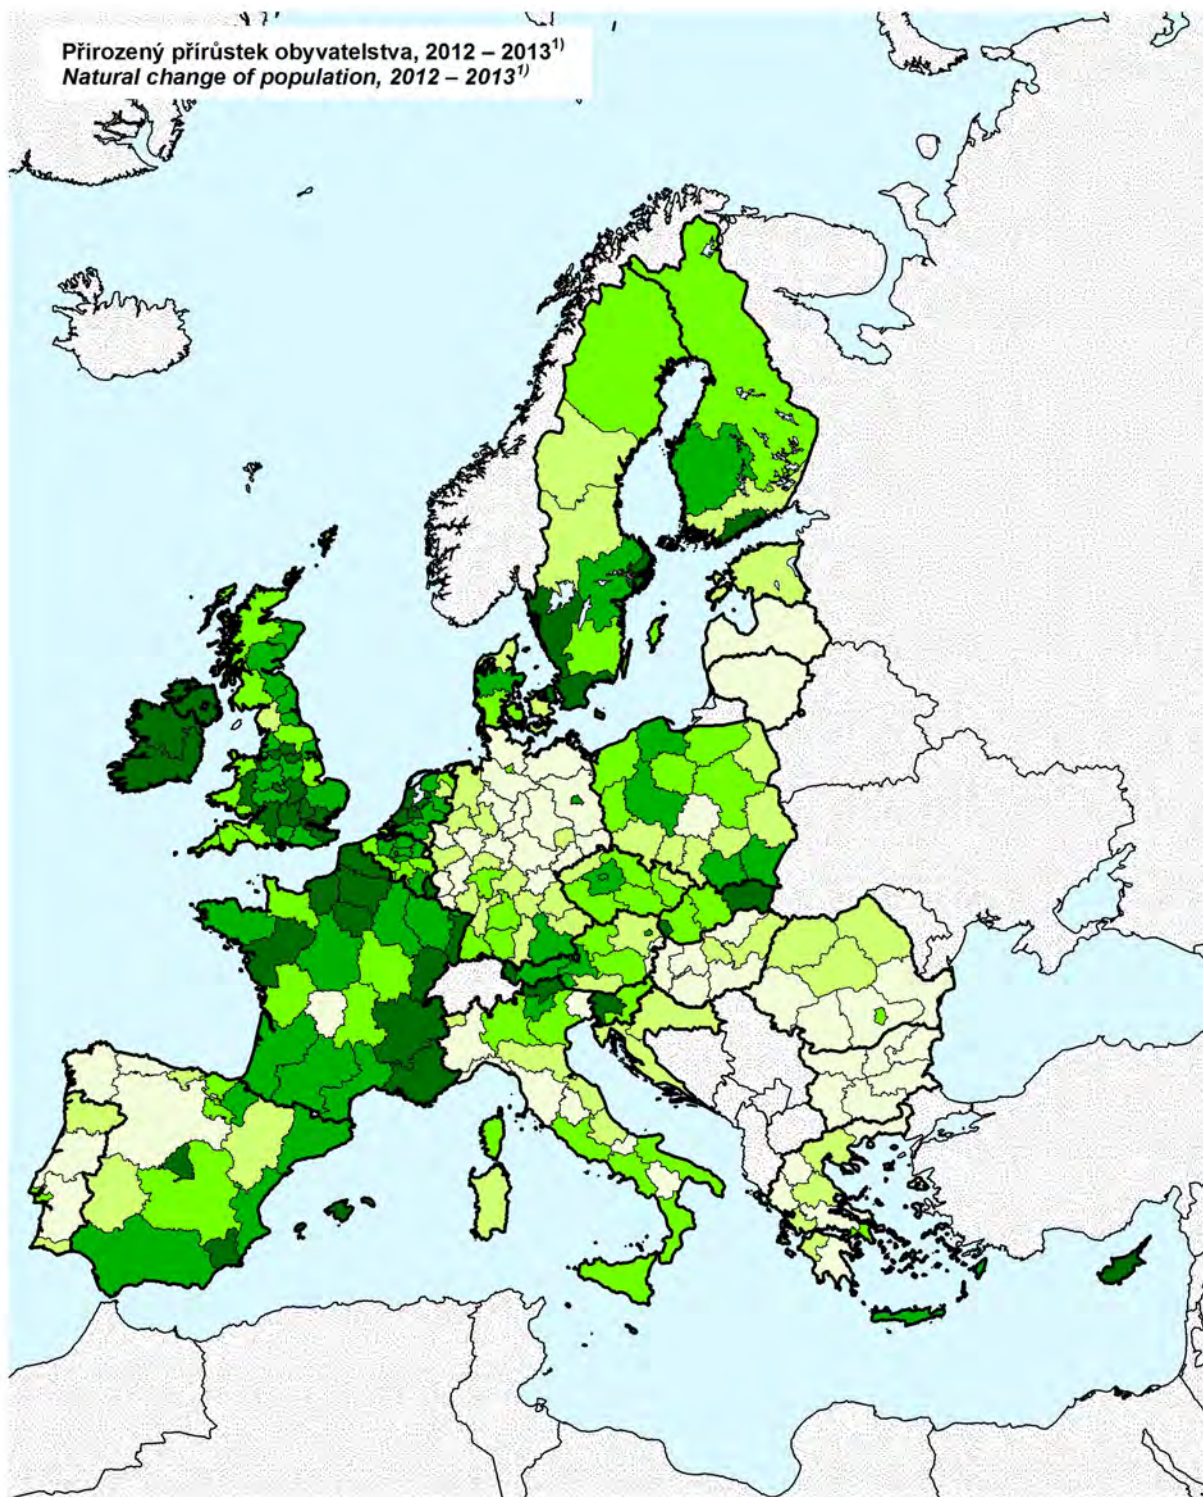 Přirozený přírůstek obyvatelstva, 2012 – 2013¹⁾
Natural change of population, 2012 – 2013¹⁾